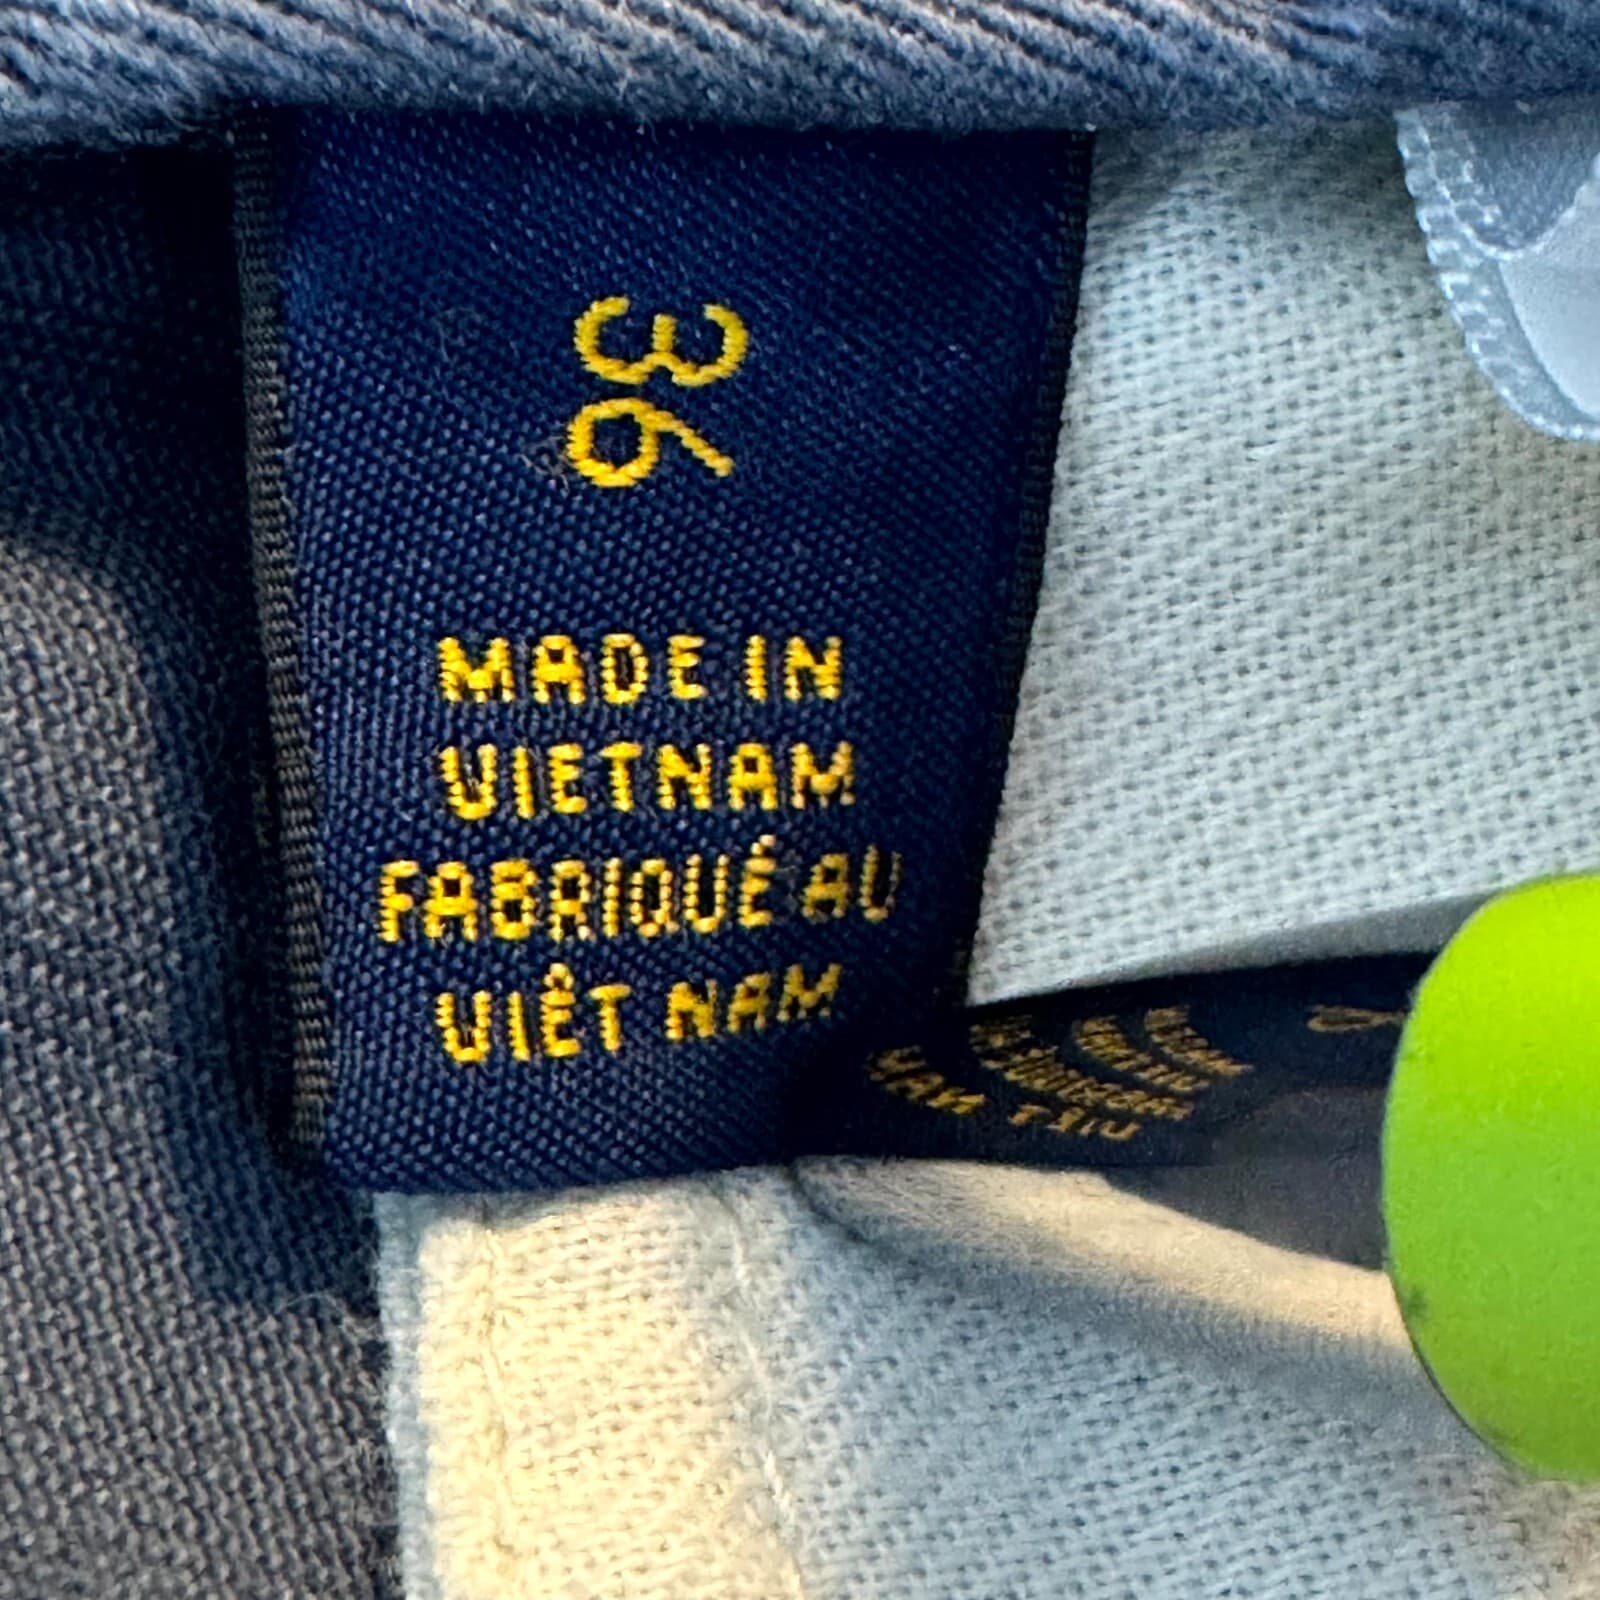 36
MADE IN
VIETNAM
FABRIQUÉ AU
VIÊT NAM